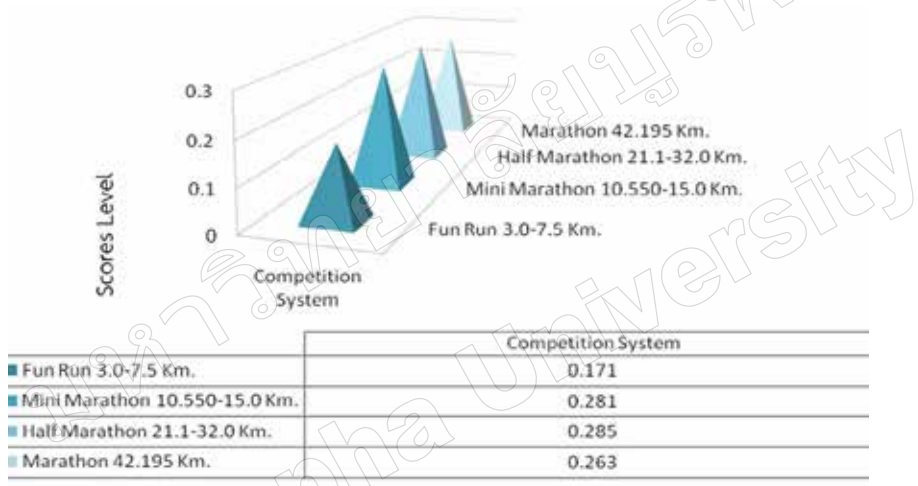 0.3
0.2
0.1
0
Scores Level
Competition
System
Marathon 42.195 Km.
Half Marathon 21.1-32.0 Km.
Mini Marathon 10.550-15.0 Km.
Fun Run 3.0-7.5 Km.
Competition System
Fun Run 3.0-7.5 Km. 0.171
Mini Marathon 10.550-15.0 Km. 0.281
Half Marathon 21.1-32.0 Km. 0.285
Marathon 42.195 Km. 0.263
University